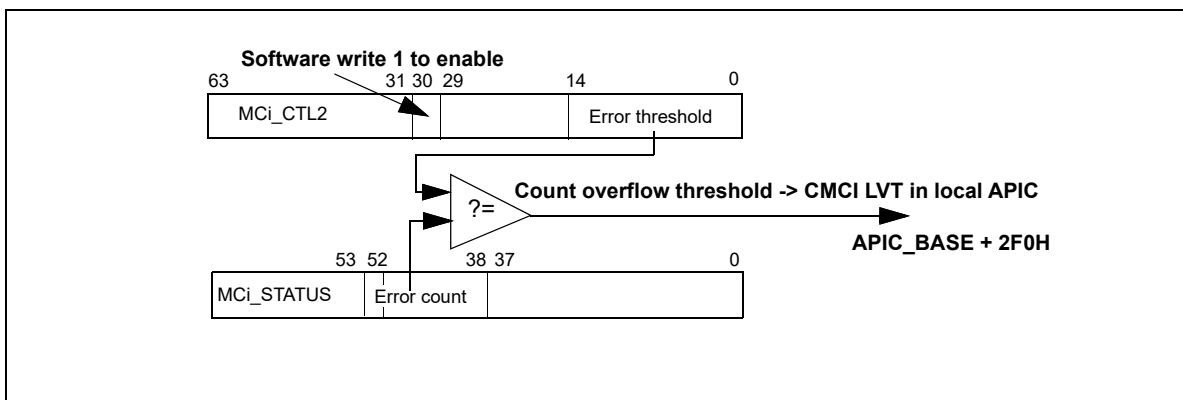 Software write 1 to enable
63 31 30 29 14 0
MCi_CTL2 Error threshold
?=
Count overflow threshold -> CMCI LVT in local APIC
APIC_BASE + 2F0H
53 52 38 37 0
MCi_STATUS Error count